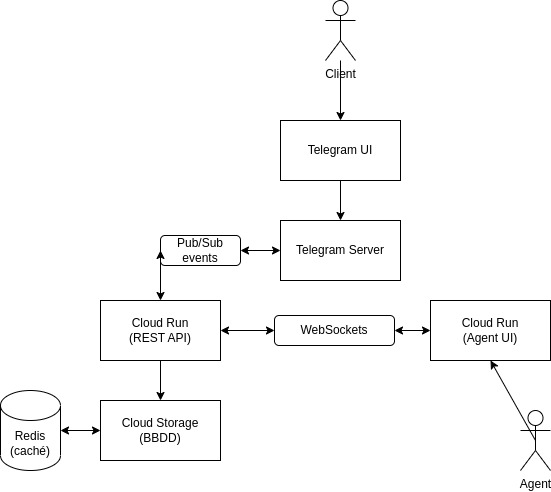 Client
Telegram UI
Pub/Sub
events
Telegram Server
Cloud Run
(REST API)
WebSockets
Cloud Run
(Agent UI)
Redis
(caché)
Cloud Storage
(BBDD)
Agent